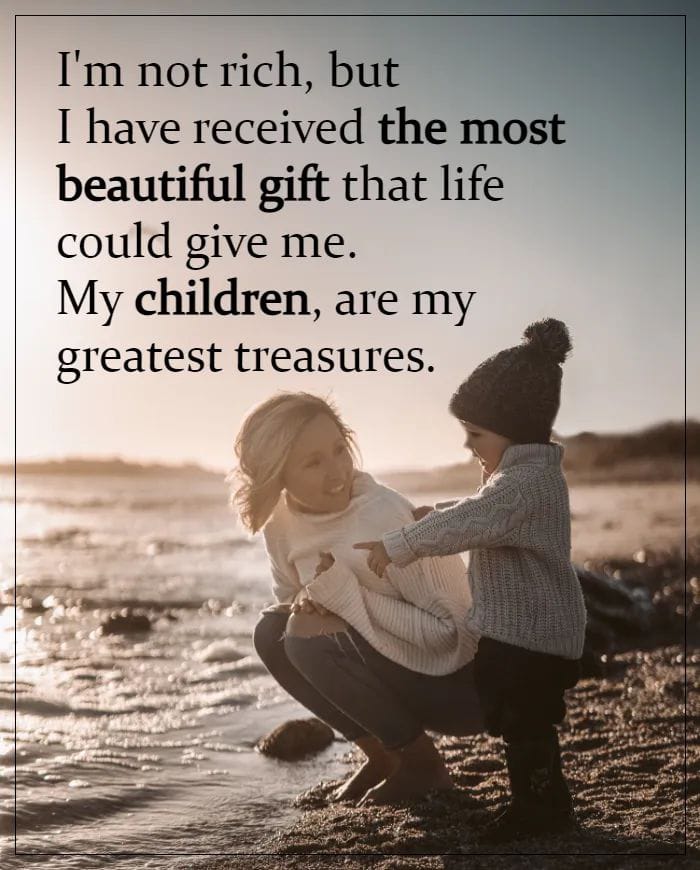 I'm not rich, but
I have received the most
beautiful gift that life
could give me.
My children, are my
greatest treasures.